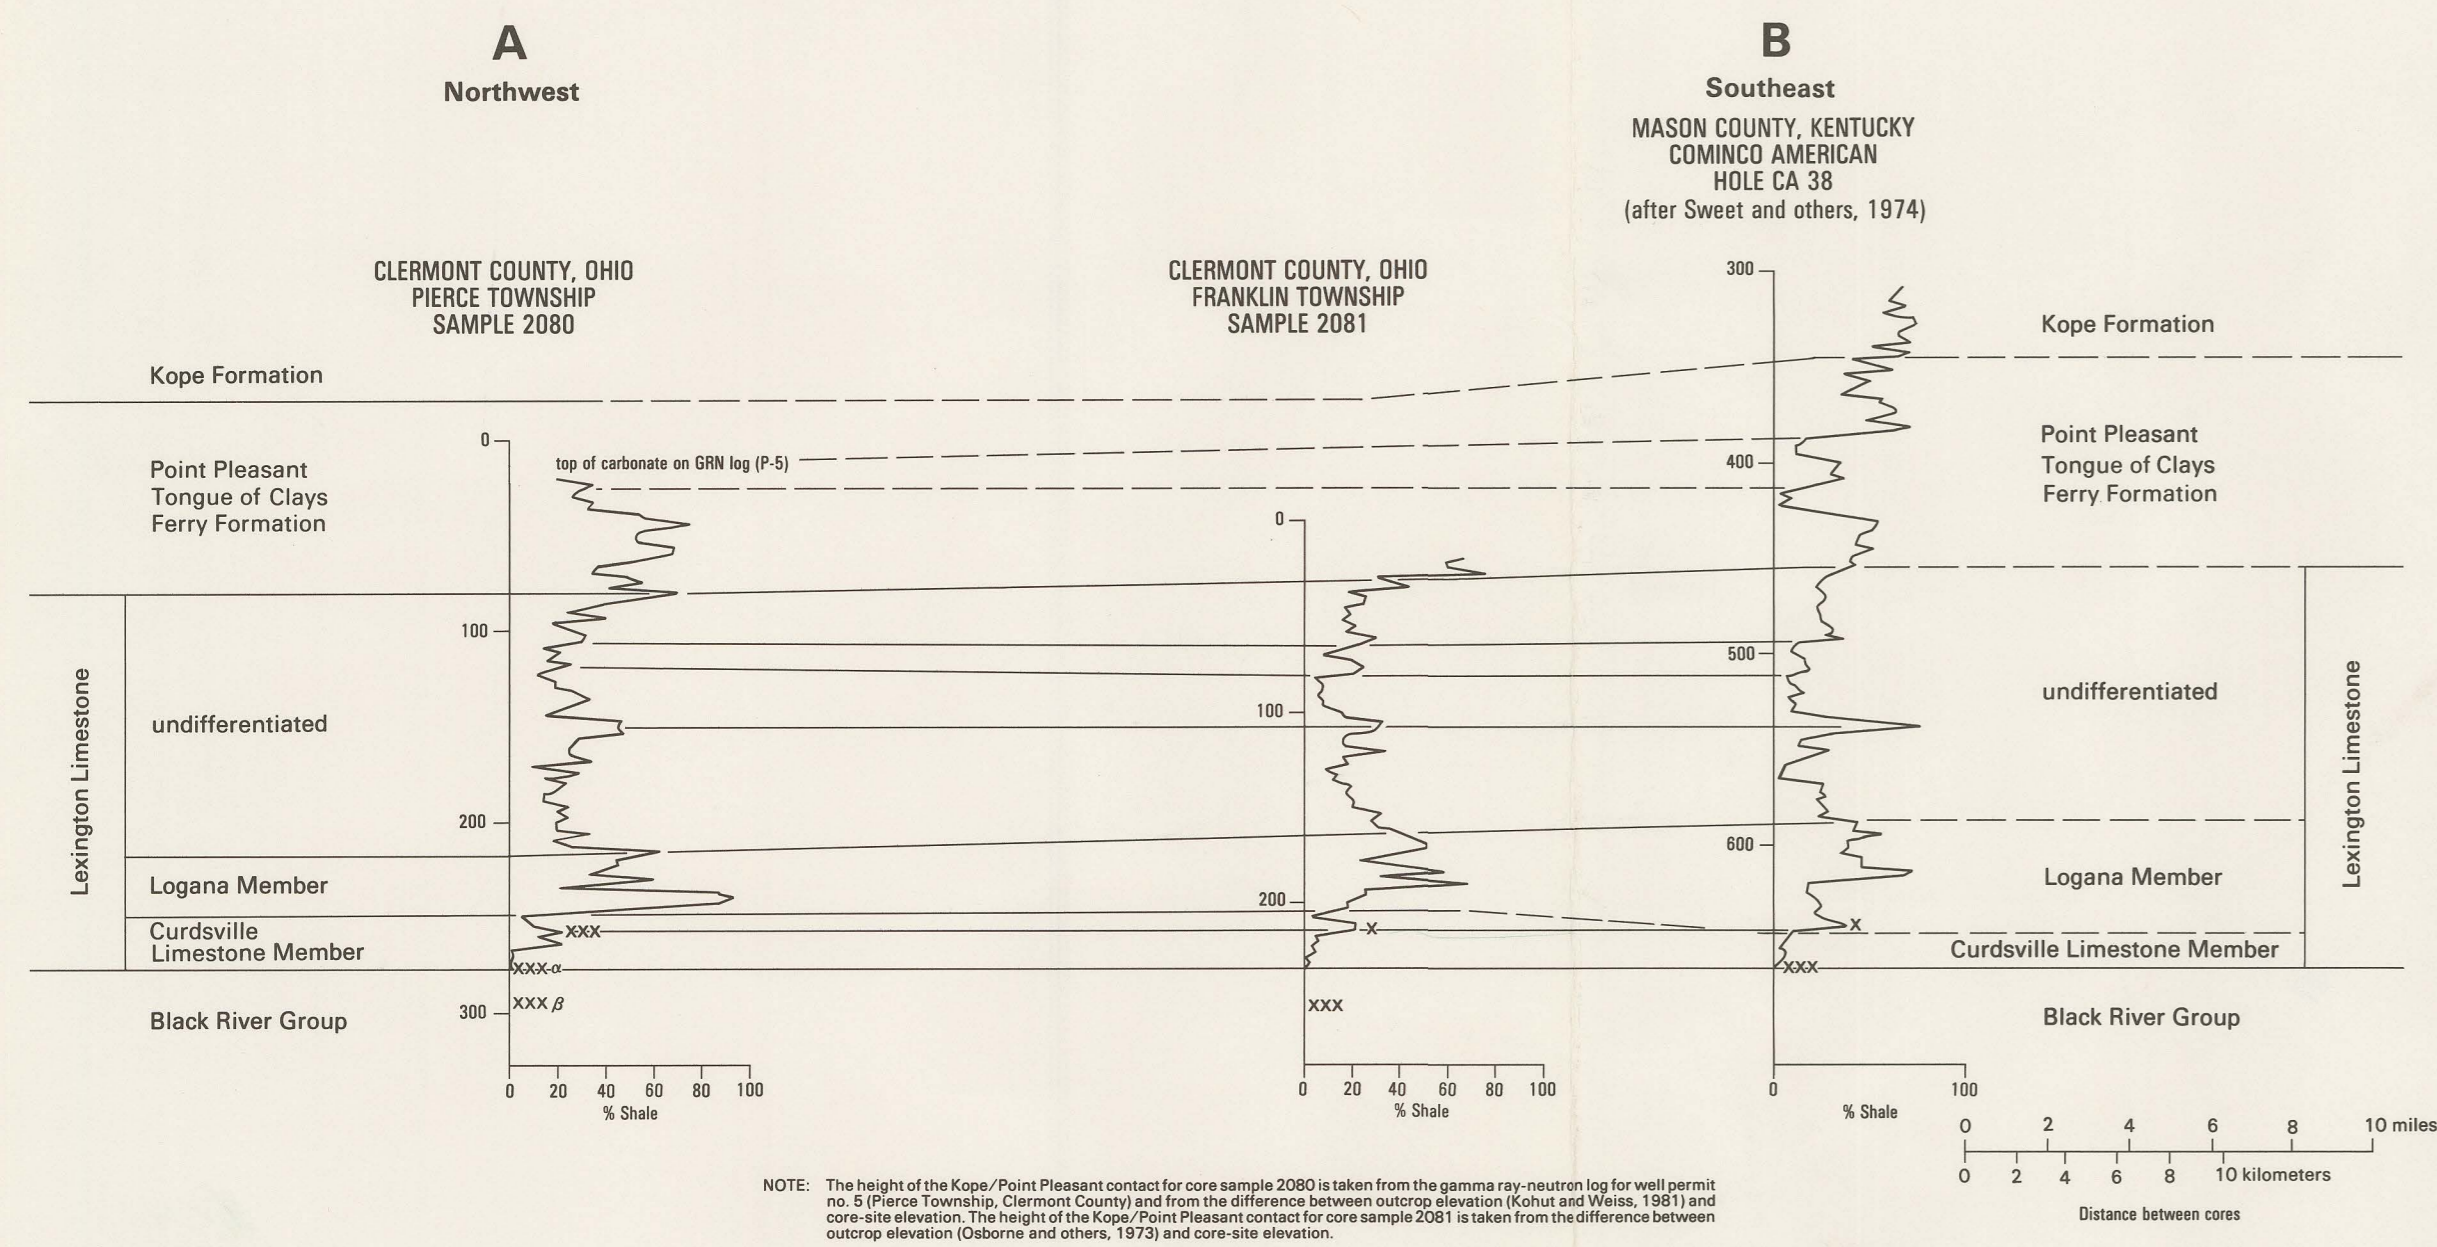 A
Northwest
B
Southeast
MASON COUNTY, KENTUCKY
COMINCO AMERICAN
HOLE CA 38
(after Sweet and others, 1974)
CLERMONT COUNTY, OHIO
PIERCE TOWNSHIP
SAMPLE 2080
CLERMONT COUNTY, OHIO
FRANKLIN TOWNSHIP
SAMPLE 2081
Kope Formation
Point Pleasant
Tongue of Clays
Ferry Formation
Lexington Limestone
undifferentiated
Logana Member
Curdsville
Limestone Member
Black River Group
0
100
200
300
top of carbonate on GRN log (P-5)
XXX
XXX-α
XXX β
0 20 40 60 80 100
% Shale
0
100
200
X
XXX
0 20 40 60 80 100
% Shale
300
400
500
600
X
XXX
0 100
% Shale
Kope Formation
Point Pleasant
Tongue of Clays
Ferry Formation
undifferentiated
Logana Member
Curdsville Limestone Member
Black River Group
Lexington Limestone
0 2 4 6 8 10 miles
0 2 4 6 8 10 kilometers
Distance between cores
NOTE: The height of the Kope/Point Pleasant contact for core sample 2080 is taken from the gamma ray-neutron log for well permit
no. 5 (Pierce Township, Clermont County) and from the difference between outcrop elevation (Kohut and Weiss, 1981) and
core-site elevation. The height of the Kope/Point Pleasant contact for core sample 2081 is taken from the difference between
outcrop elevation (Osborne and others, 1973) and core-site elevation.